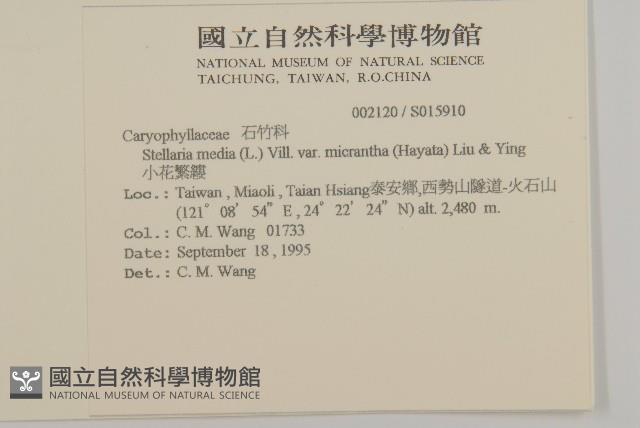 國立自然科學博物館
NATIONAL MUSEUM OF NATURAL SCIENCE
TAICHUNG, TAIWAN, R.O.CHINA
002120 / S015910
Caryophyllaceae 石竹科
Stellaria media (L.) Vill. var. micrantha (Hayata) Liu & Ying
小花繁縷
Loc.: Taiwan , Miaoli , Taian Hsiang泰安鄉,西勢山隧道-火石山
(121° 08’ 54” E , 24° 22’ 24” N) alt. 2,480 m.
Col.: C. M. Wang 01733
Date: September 18 , 1995
Det.: C. M. Wang
國立自然科學博物館
NATIONAL MUSEUM OF NATURAL SCIENCE